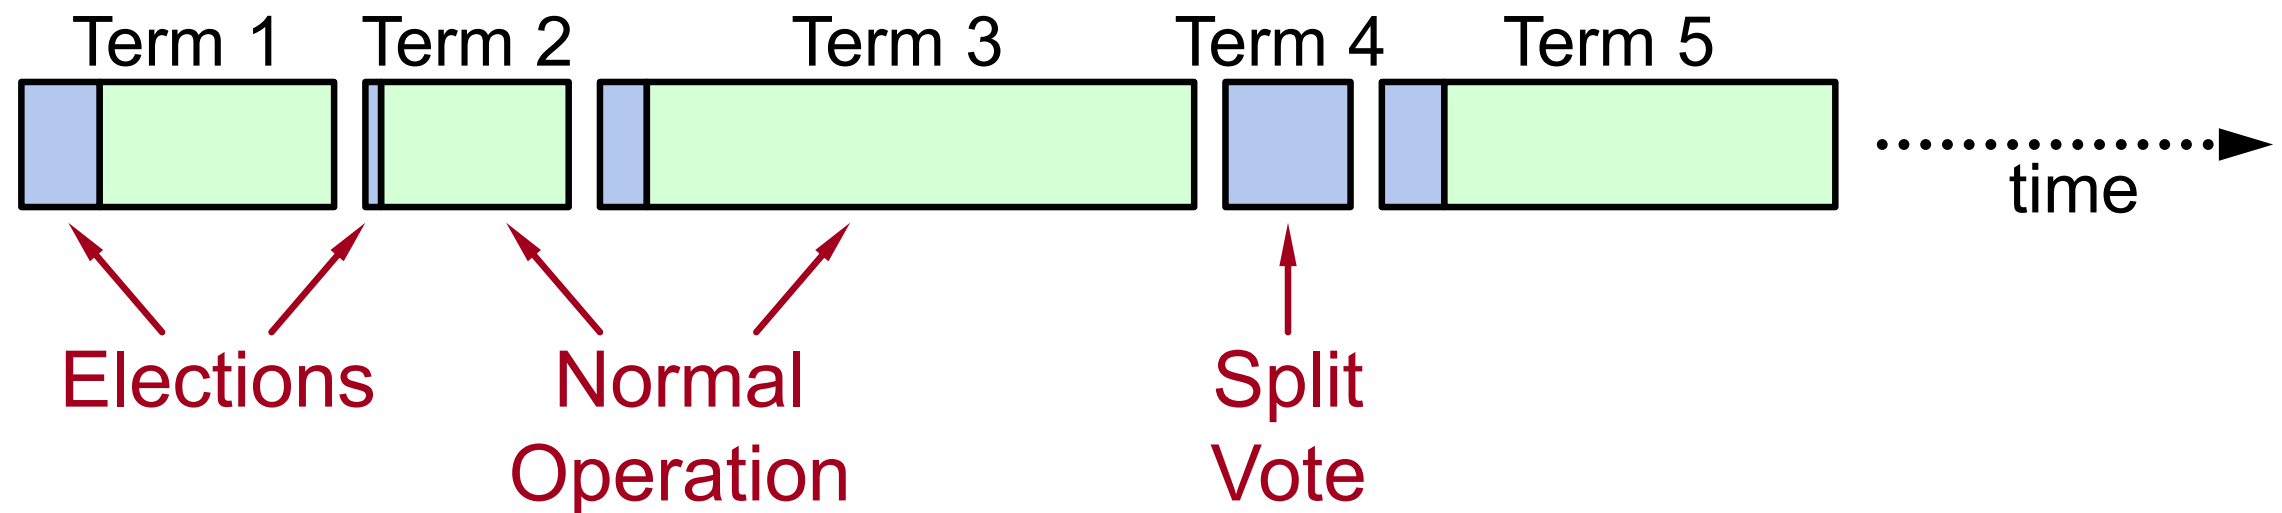 Term 1 Term 2 Term 3 Term 4 Term 5
time
Elections
Normal
Operation
Split
Vote